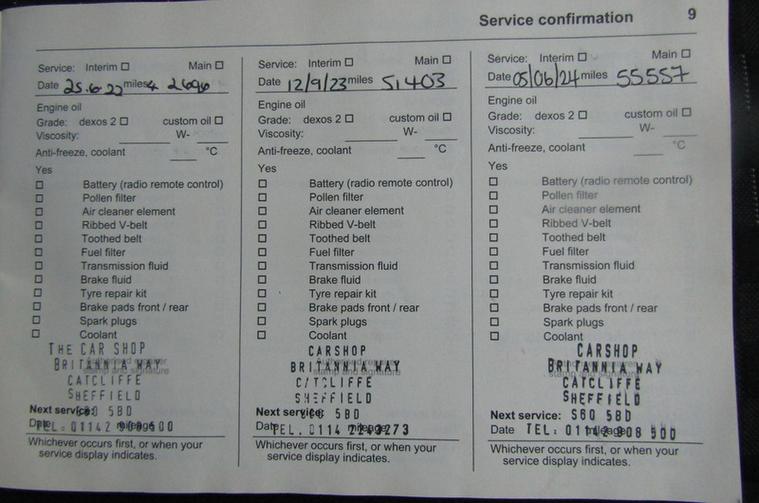 Service confirmation 9
Service: Interim ☐ Main ☐
Date 25.6.22 miles
Engine oil
Grade: dexos 2 ☐ custom oil ☐
Viscosity: W-
Anti-freeze, coolant °C
Yes
☐ Battery (radio remote control)
☐ Pollen filter
☐ Air cleaner element
☐ Ribbed V-belt
☐ Toothed belt
☐ Fuel filter
☐ Transmission fluid
☐ Brake fluid
☐ Tyre repair kit
☐ Brake pads front / rear
☐ Spark plugs
☐ Coolant
THE CAR SHOP
BRITANNIA WAY
CATCLIFFE
SHEFFIELD
Next service: 5BD
Date mileage
TEL: 01142
Whichever occurs first, or when your
service display indicates.
Service: Interim ☐ Main ☐
Date 12/9/23 miles 51403
Engine oil
Grade: dexos 2 ☐ custom oil ☐
Viscosity: W-
Anti-freeze, coolant °C
Yes
☐ Battery (radio remote control)
☐ Pollen filter
☐ Air cleaner element
☐ Ribbed V-belt
☐ Toothed belt
☐ Fuel filter
☐ Transmission fluid
☐ Brake fluid
☐ Tyre repair kit
☐ Brake pads front / rear
☐ Spark plugs
☐ Coolant
CARSHOP
BRITANNIA WAY
CATCLIFFE
SHEFFIELD
Next service: 5BD
Date mileage
TEL. 0114
Whichever occurs first, or when your
service display indicates.
Service: Interim ☐ Main ☐
Date 05/06/24 miles 55557
Engine oil
Grade: dexos 2 ☐ custom oil ☐
Viscosity: W-
Anti-freeze, coolant °C
Yes
☐ Battery (radio remote control)
☐ Pollen filter
☐ Air cleaner element
☐ Ribbed V-belt
☐ Toothed belt
☐ Fuel filter
☐ Transmission fluid
☐ Brake fluid
☐ Tyre repair kit
☐ Brake pads front / rear
☐ Spark plugs
☐ Coolant
CARSHOP
BRITANNIA WAY
CATCLIFFE
SHEFFIELD
Next service: S60 5BD
Date mileage
TEL: 01142 908 500
Whichever occurs first, or when your
service display indicates.